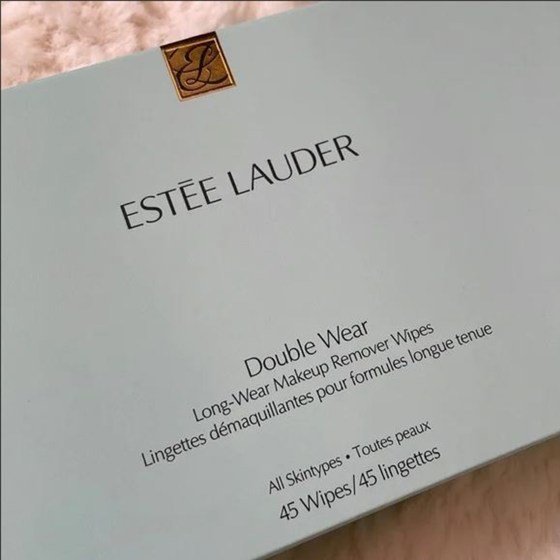 EL
ESTĒE LAUDER
Double Wear
Long-Wear Makeup Remover Wipes
Lingettes démaquillantes pour formules longue tenue
All Skintypes • Toutes peaux
45 Wipes/45 lingettes